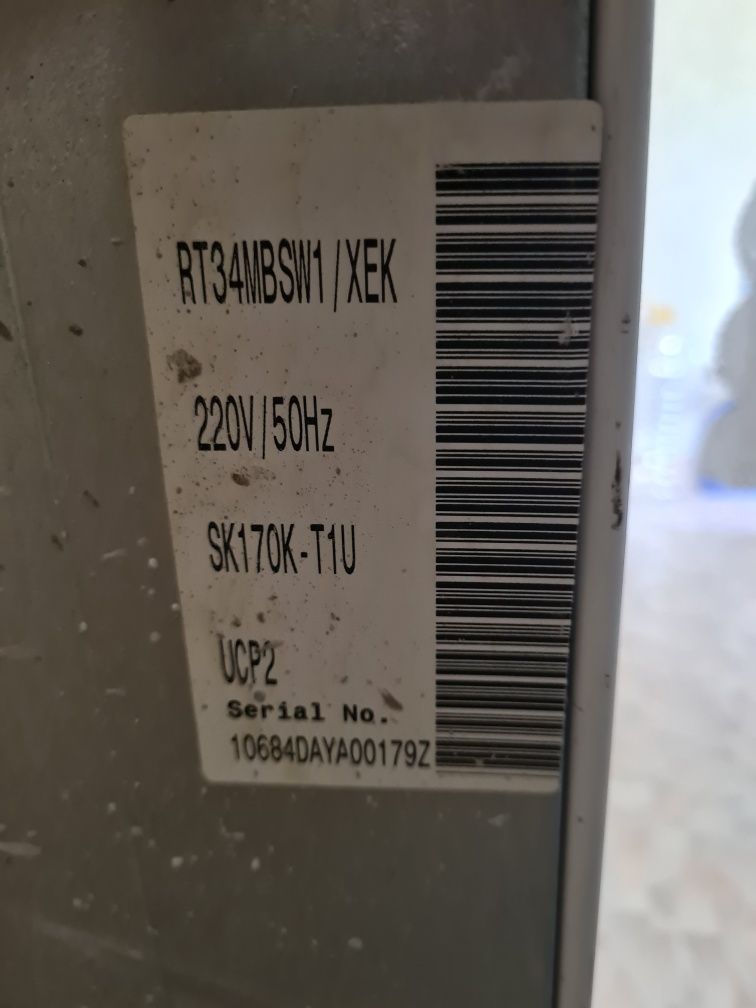 RT34MBSW1/XEK
220V/50Hz
SK170K-T1U
UCP2
Serial No.
10684DAYA00179Z